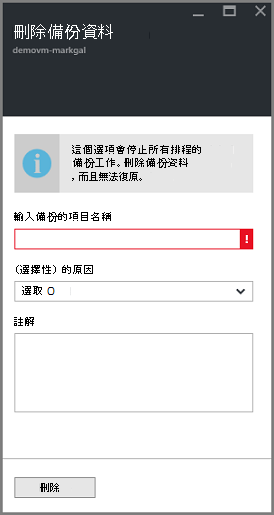 刪除備份資料
demovm-markgal
這個選項會停止所有排程的
備份工作。刪除備份資料
，而且無法復原。
輸入備份的項目名稱
!
(選擇性) 的原因
選取 O
註解
刪除